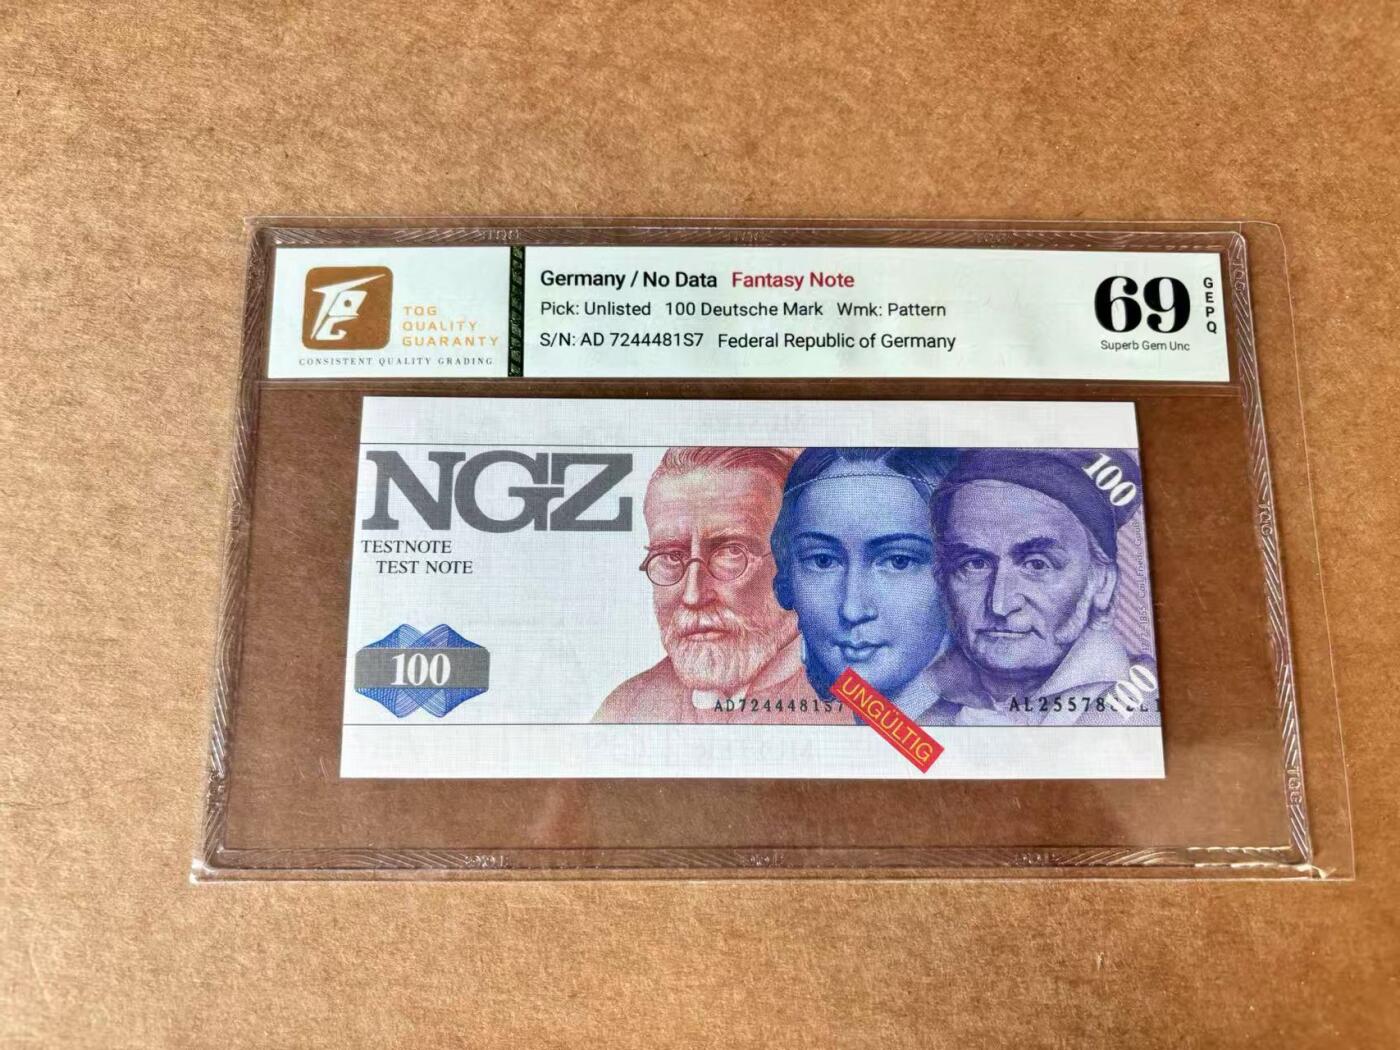 TQG
QUALITY
GUARANTY
CONSISTENT QUALITY GRADING
Germany / No Data Fantasy Note
Pick: Unlisted 100 Deutsche Mark Wmk: Pattern
S/N: AD 7244481S7 Federal Republic of Germany
69
GEPQ
Superb Gem Unc
NGZ
TESTNOTE
TEST NOTE
100
100
100
AD7244481S7
UNGÜLTIG